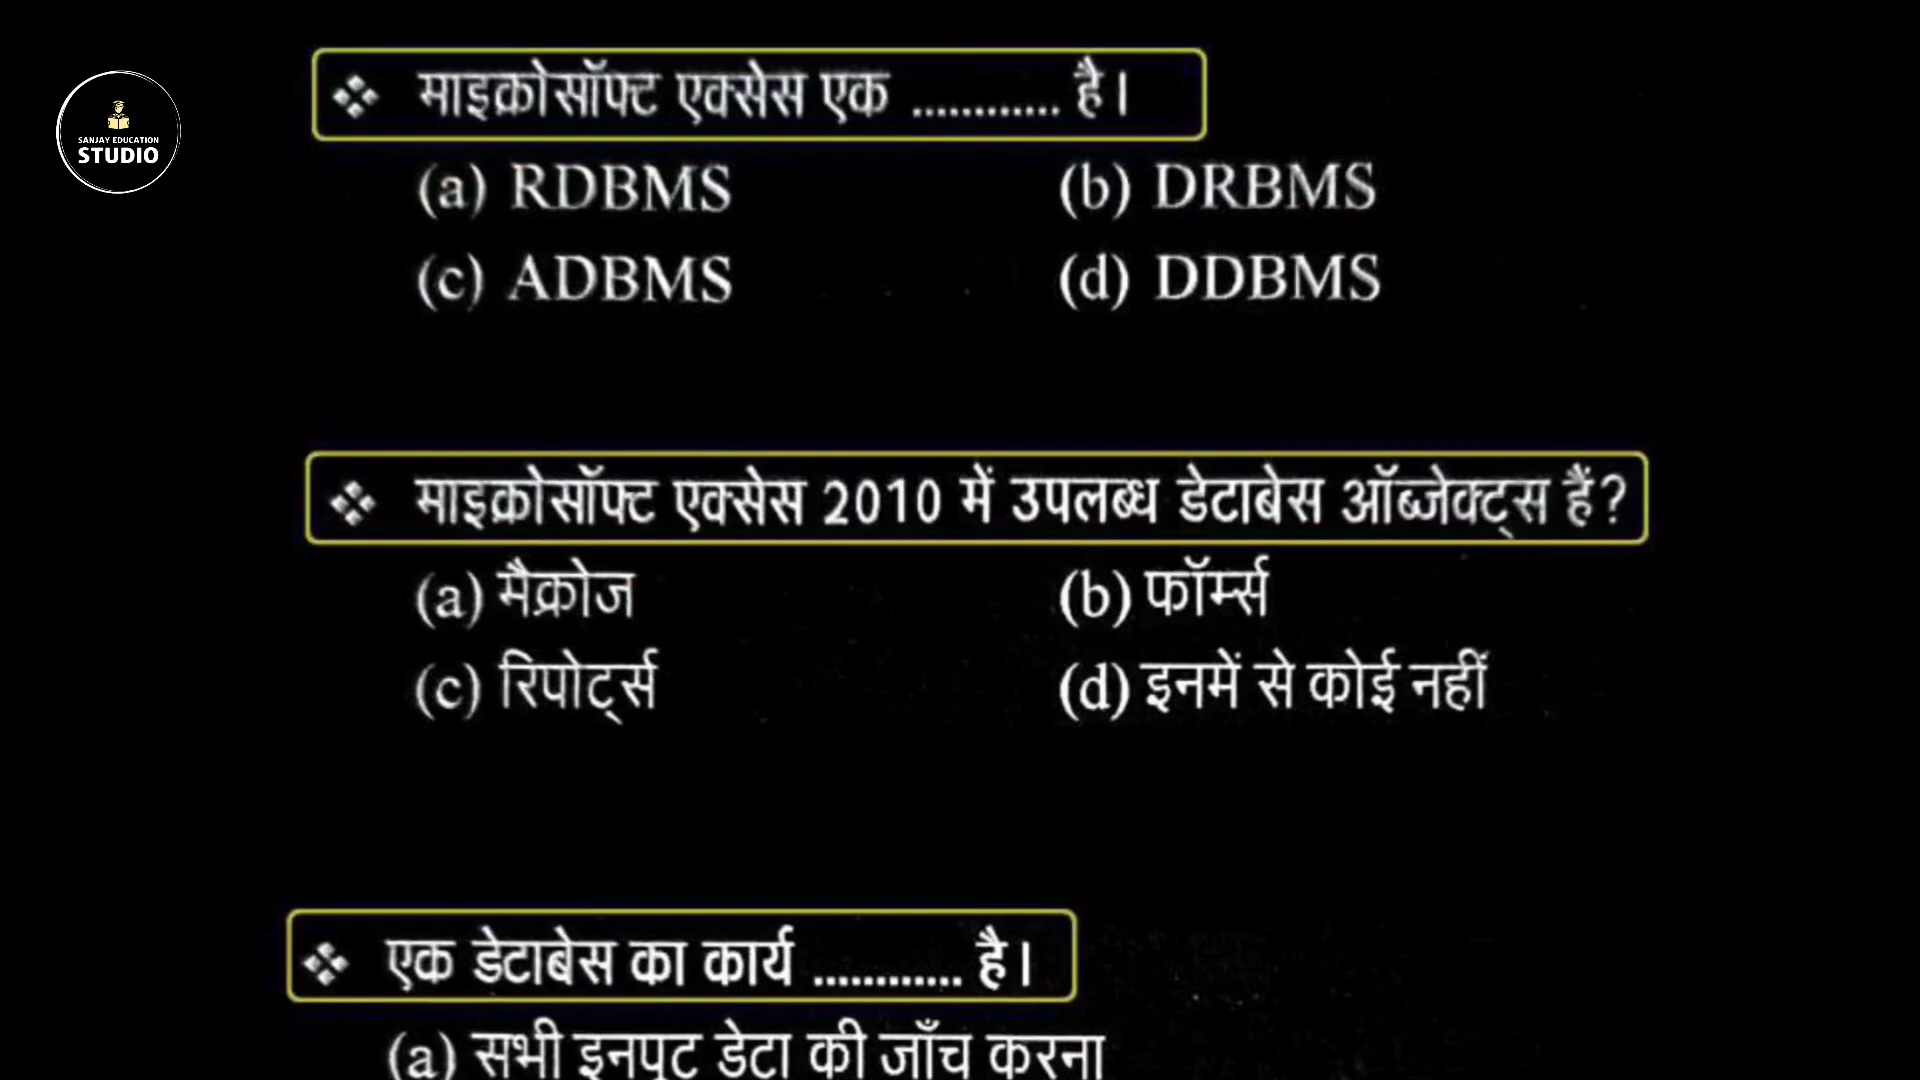 SANJAY EDUCATION
STUDIO
❖ माइक्रोसॉफ्ट एक्सेस एक ............ है।
(a) RDBMS (b) DRBMS
(c) ADBMS (d) DDBMS
❖ माइक्रोसॉफ्ट एक्सेस 2010 में उपलब्ध डेटाबेस ऑब्जेक्ट्स हैं?
(a) मैक्रोज (b) फॉर्म्स
(c) रिपोर्ट्स (d) इनमें से कोई नहीं
❖ एक डेटाबेस का कार्य ............ है।
(a) सभी इनपुट डेटा की जाँच करना